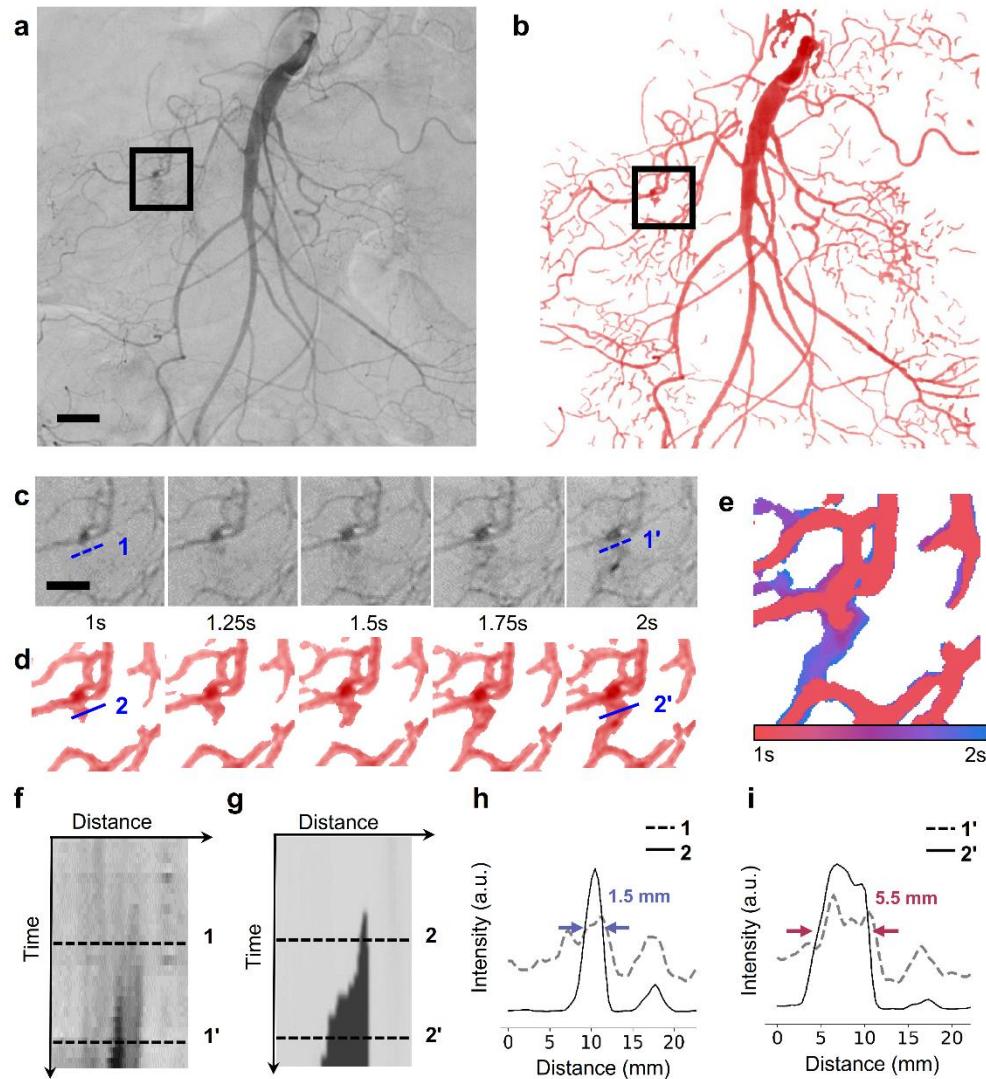 a
b
c
1
1'
1s
1.25s
1.5s
1.75s
2s
d
2
2'
e
1s
2s
f
Distance
Time
1
1'
g
Distance
Time
2
2'
h
1
2
Intensity (a.u.)
1.5 mm
0 5 10 15 20
Distance (mm)
i
1'
2'
Intensity (a.u.)
5.5 mm
0 5 10 15 20
Distance (mm)